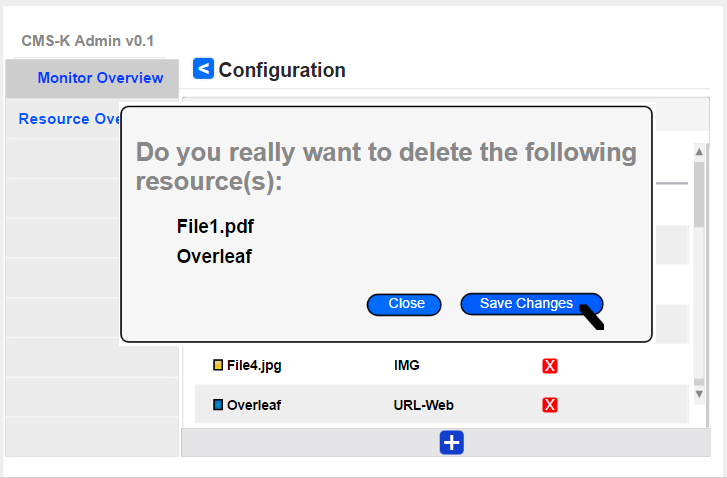 CMS-K Admin v0.1
Monitor Overview
Resource Ove
< Configuration
Do you really want to delete the following
resource(s):
File1.pdf
Overleaf
Close
Save Changes
File4.jpg IMG X
Overleaf URL-Web X
+